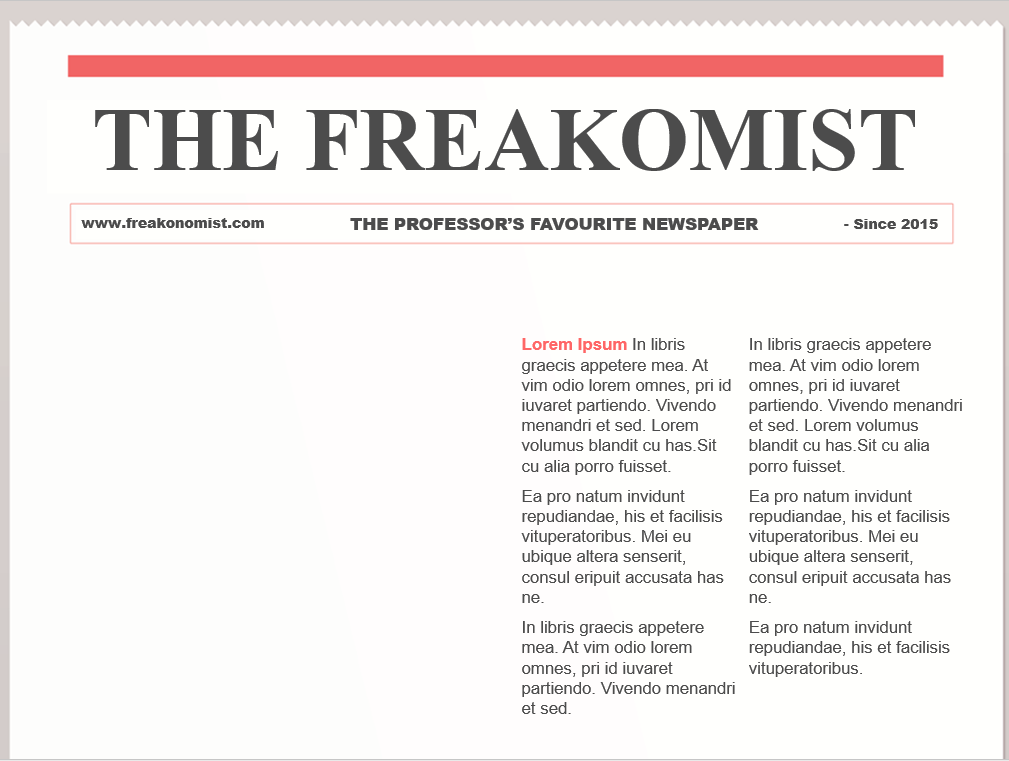 THE FREAKOMIST
www.freakonomist.com THE PROFESSOR’S FAVOURITE NEWSPAPER - Since 2015
Lorem Ipsum In libris
graecis appetere mea. At
vim odio lorem omnes, pri id
iuvaret partiendo. Vivendo
menandri et sed. Lorem
volumus blandit cu has.Sit
cu alia porro fuisset.
Ea pro natum invidunt
repudiandae, his et facilisis
vituperatoribus. Mei eu
ubique altera senserit,
consul eripuit accusata has
ne.
In libris graecis appetere
mea. At vim odio lorem
omnes, pri id iuvaret
partiendo. Vivendo menandri
et sed.
In libris graecis appetere
mea. At vim odio lorem
omnes, pri id iuvaret
partiendo. Vivendo menandri
et sed. Lorem volumus
blandit cu has.Sit cu alia
porro fuisset.
Ea pro natum invidunt
repudiandae, his et facilisis
vituperatoribus. Mei eu
ubique altera senserit,
consul eripuit accusata has
ne.
Ea pro natum invidunt
repudiandae, his et facilisis
vituperatoribus.